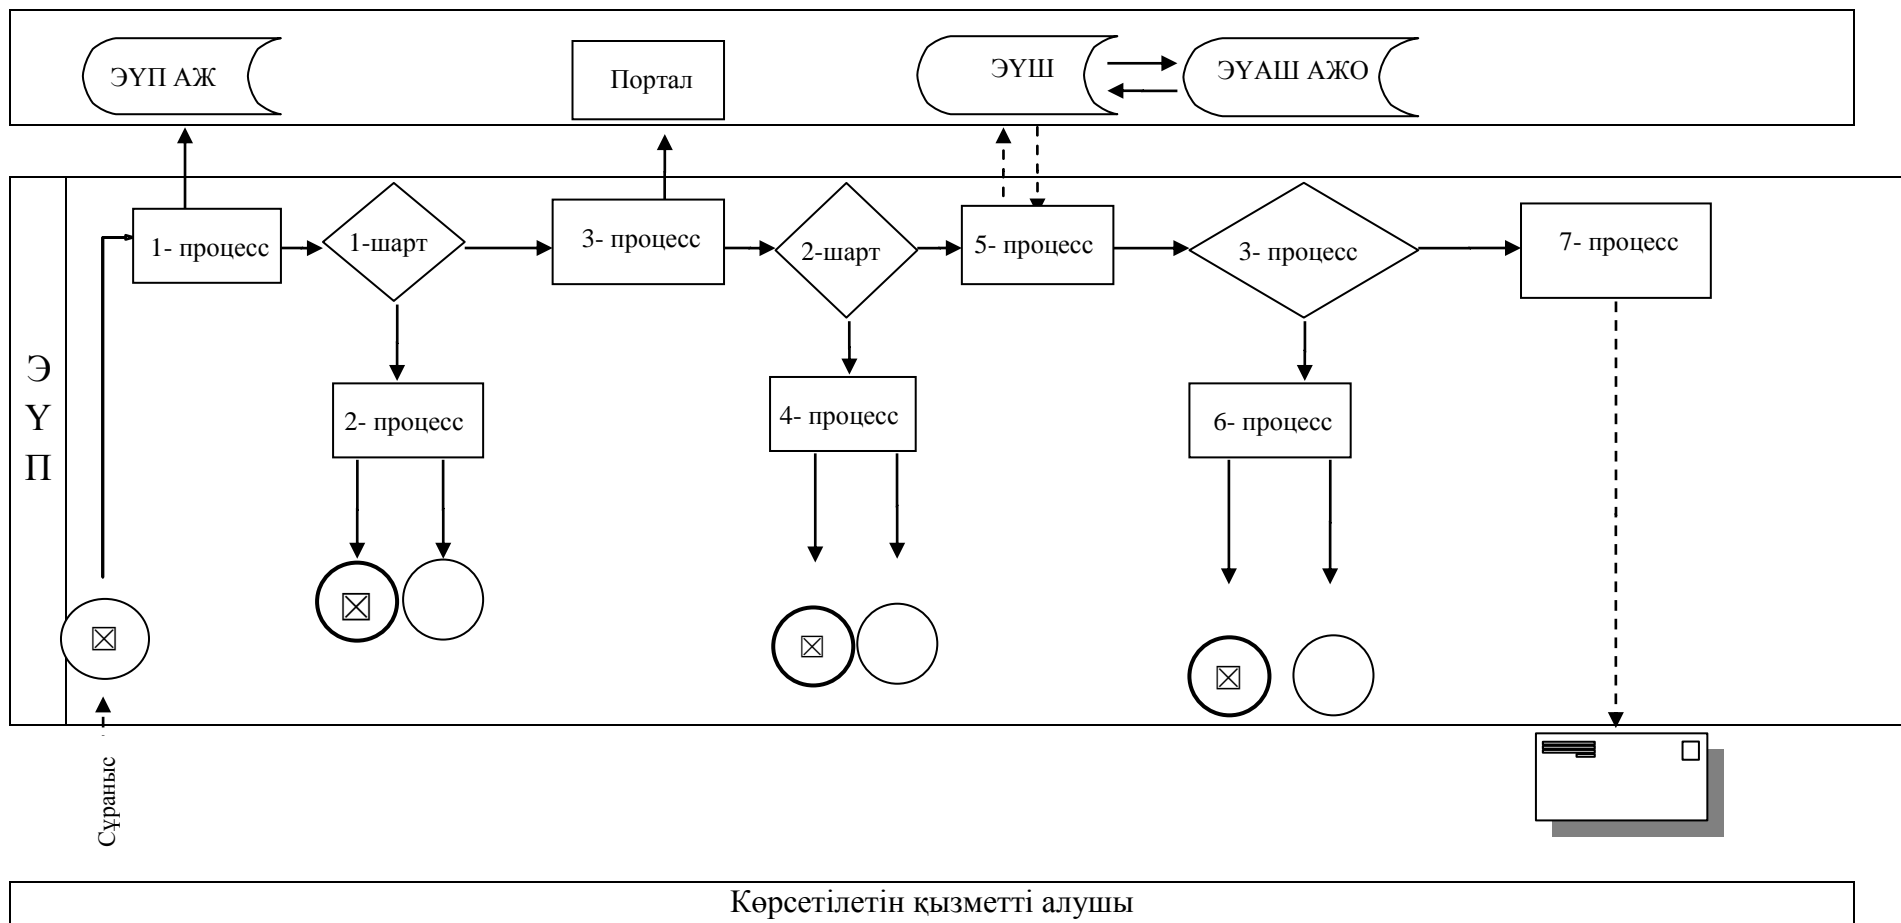 ЭҮП АЖ
Портал
ЭҮШ
ЭҮАШ АЖО
1- процесс
1-шарт
3- процесс
2-шарт
5- процесс
3- процесс
7- процесс
Э
Ү
П
2- процесс
4- процесс
6- процесс
Сұраныс
Көрсетілетін қызметті алушы